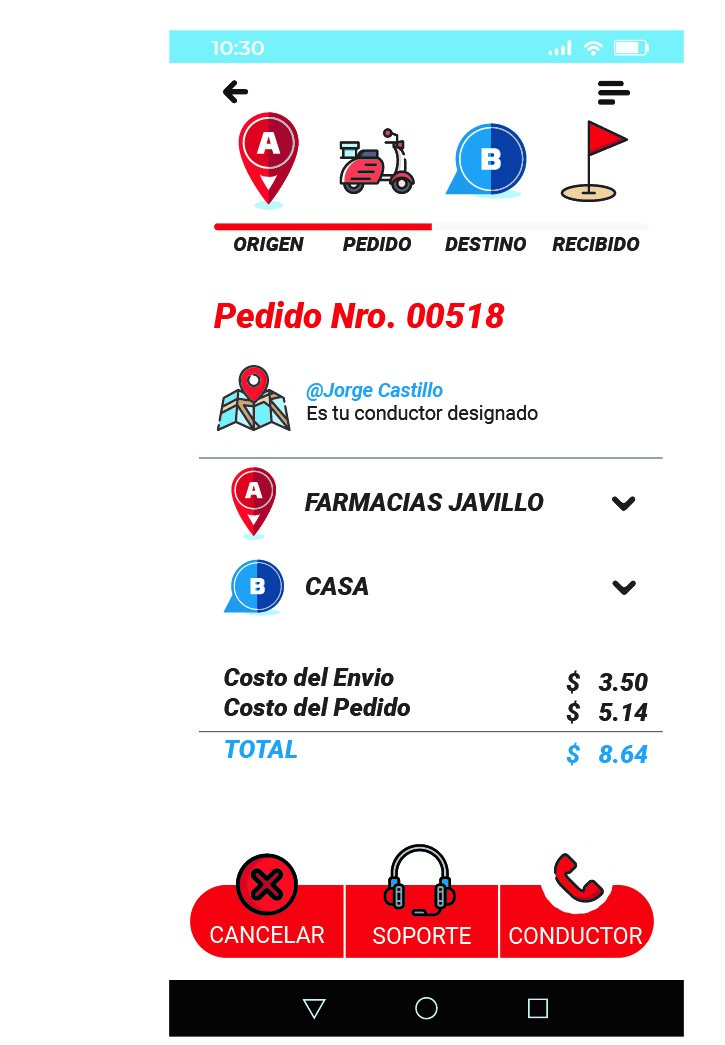 10:30
A
B
ORIGEN PEDIDO DESTINO RECIBIDO
Pedido Nro. 00518
@Jorge Castillo
Es tu conductor designado
A FARMACIAS JAVILLO
B CASA
Costo del Envio $ 3.50
Costo del Pedido $ 5.14
TOTAL $ 8.64
CANCELAR SOPORTE CONDUCTOR